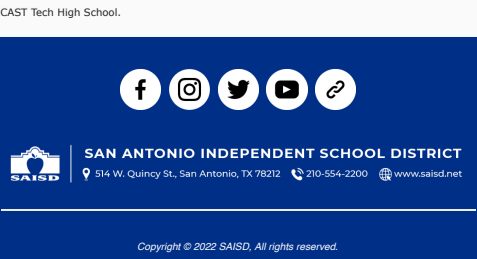 CAST Tech High School.
SAISD
SAN ANTONIO INDEPENDENT SCHOOL DISTRICT
514 W. Quincy St., San Antonio, TX 78212 210-554-2200 www.saisd.net
Copyright © 2022 SAISD, All rights reserved.